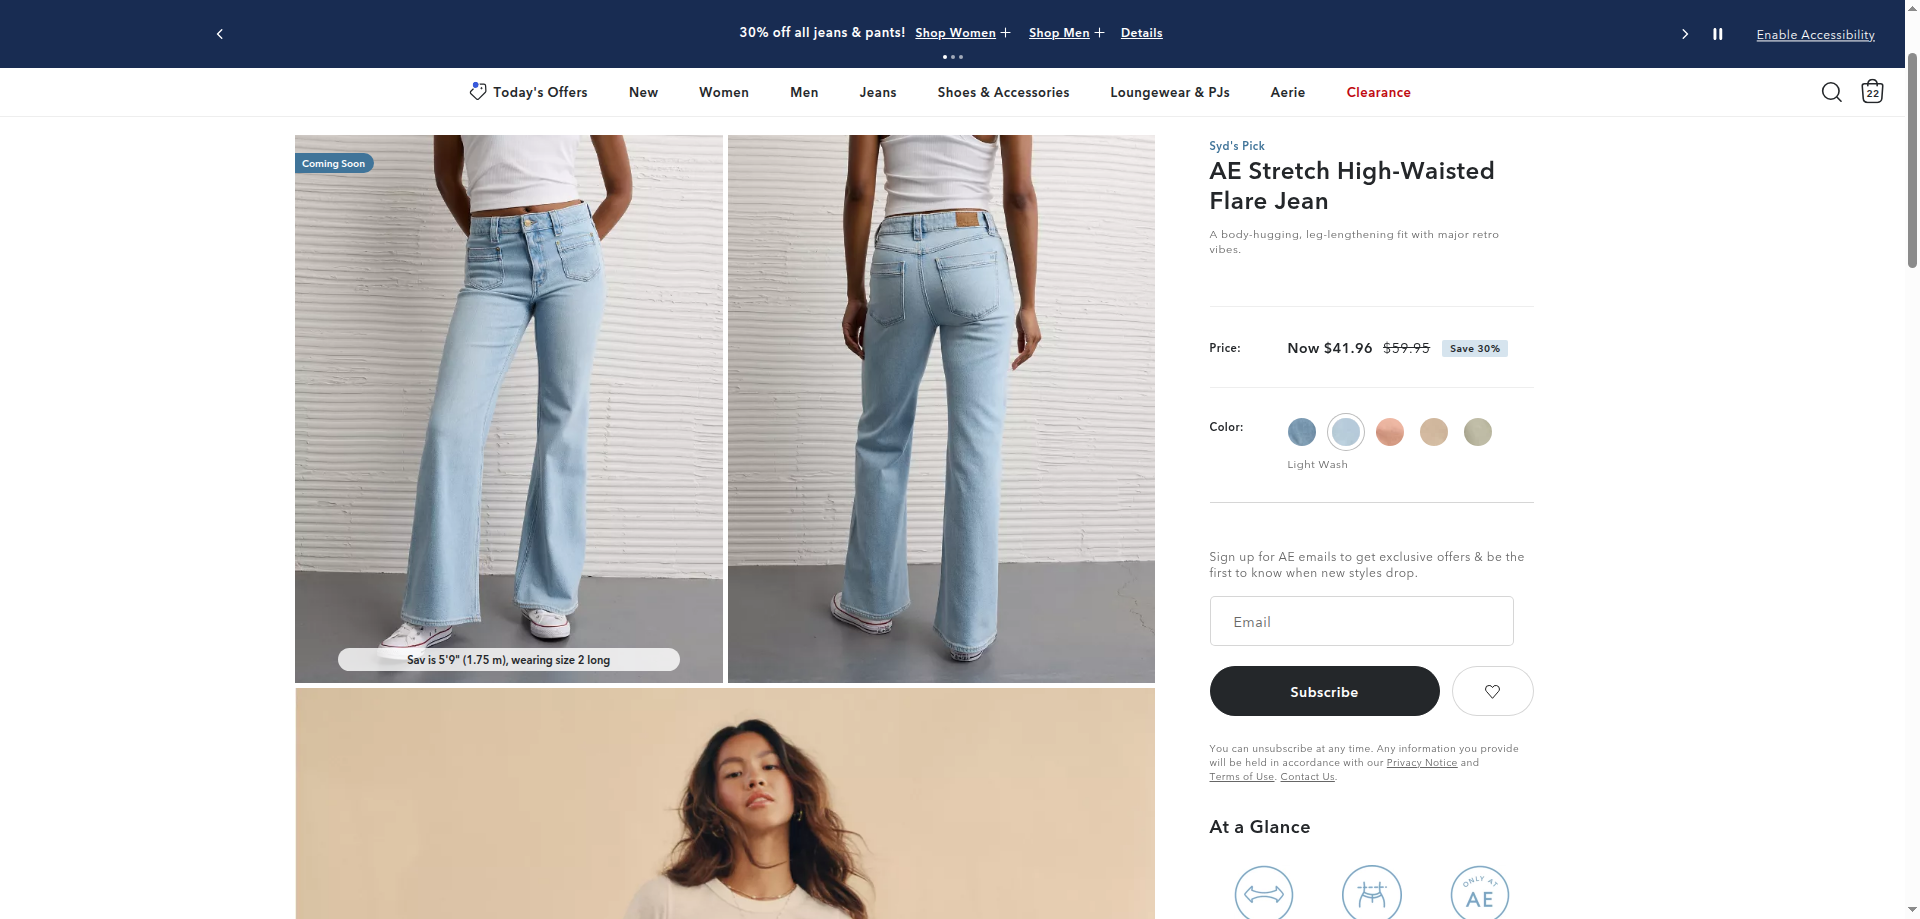 30% off all jeans & pants! Shop Women + Shop Men + Details
Enable Accessibility
Today's Offers
New
Women
Men
Jeans
Shoes & Accessories
Loungewear & PJs
Aerie
Clearance
22
Coming Soon
Sav is 5'9" (1.75 m), wearing size 2 long
Syd's Pick
AE Stretch High-Waisted
Flare Jean
A body-hugging, leg-lengthening fit with major retro
vibes.
Price:
Now $41.96 $59.95 Save 30%
Color:
Light Wash
Sign up for AE emails to get exclusive offers & be the
first to know when new styles drop.
Email
Subscribe
You can unsubscribe at any time. Any information you provide
will be held in accordance with our Privacy Notice and
Terms of Use. Contact Us.
At a Glance
ONLY AT
AE